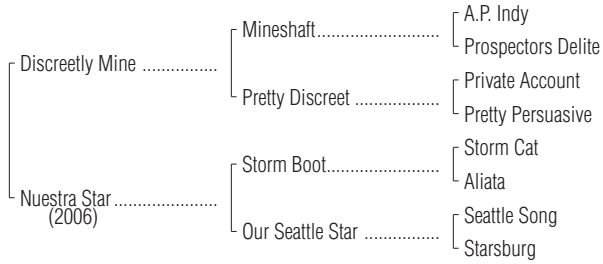 A.P. Indy
Mineshaft........................
Prospectors Delite
Discreetly Mine ...............
Private Account
Pretty Discreet .................
Pretty Persuasive
Storm Cat
Storm Boot.......................
Aliata
Nuestra Star.....................
(2006)
Seattle Song
Our Seattle Star ...............
Starsburg